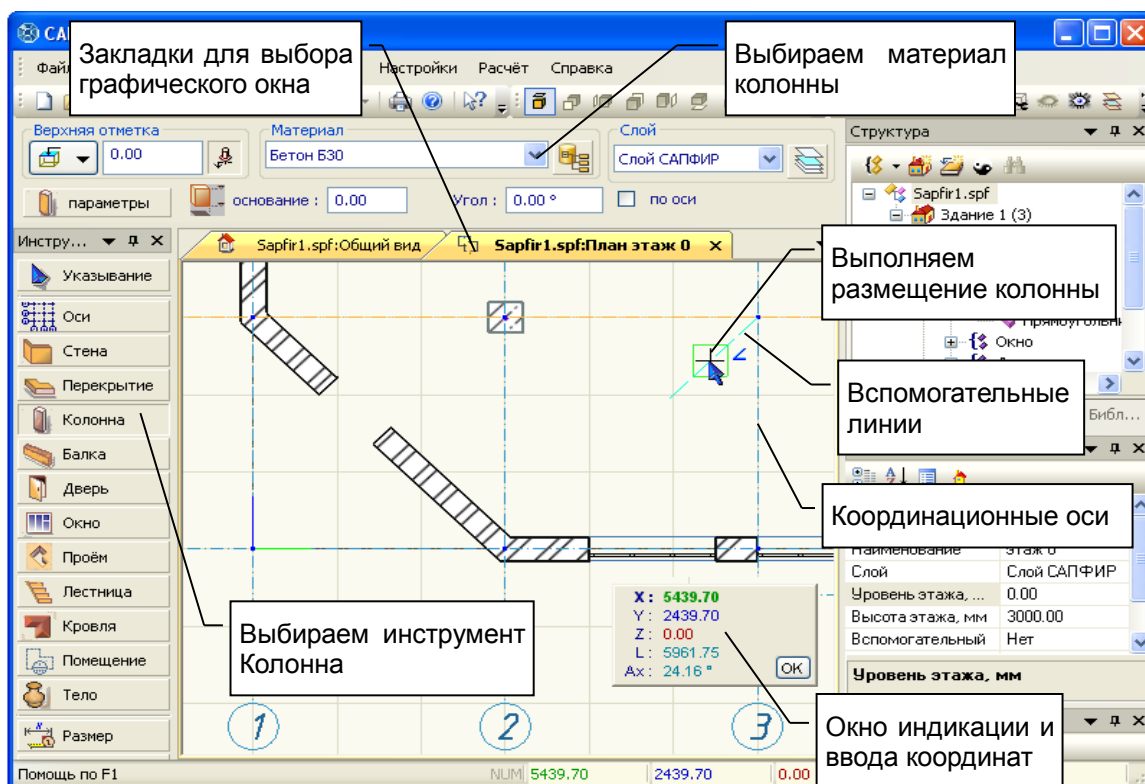 САП
Закладки для выбора
графического окна
Выбираем материал
колонны
Настройки Расчёт Справка
Верхняя отметка
Материал
Слой
Структура
0.00
Бетон Б30
Слой САПФИР
параметры
основание : 0.00
Угол : 0.00 °
по оси
Sapfir1.spf
Здание 1 (3)
Инстру...
Sapfir1.spf:Общий вид
Sapfir1.spf:План этаж 0
Выполняем
размещение колонны
Указывание
Оси
Стена
Перекрытие
Колонна
Балка
Дверь
Окно
Проём
Лестница
Кровля
Помещение
Тело
Размер
Окно
Вспомогательные
линии
Библ...
Координационные оси
Наименование этаж 0
Слой Слой САПФИР
Уровень этажа, ... 0.00
Высота этажа, мм 3000.00
Вспомогательный Нет
Уровень этажа, мм
X : 5439.70
Y : 2439.70
Z : 0.00
L : 5961.75
Ax : 24.16 °
OK
Выбираем инструмент
Колонна
1
2
3
Окно индикации и
ввода координат
Помощь по F1
NUM
5439.70
2439.70
0.00